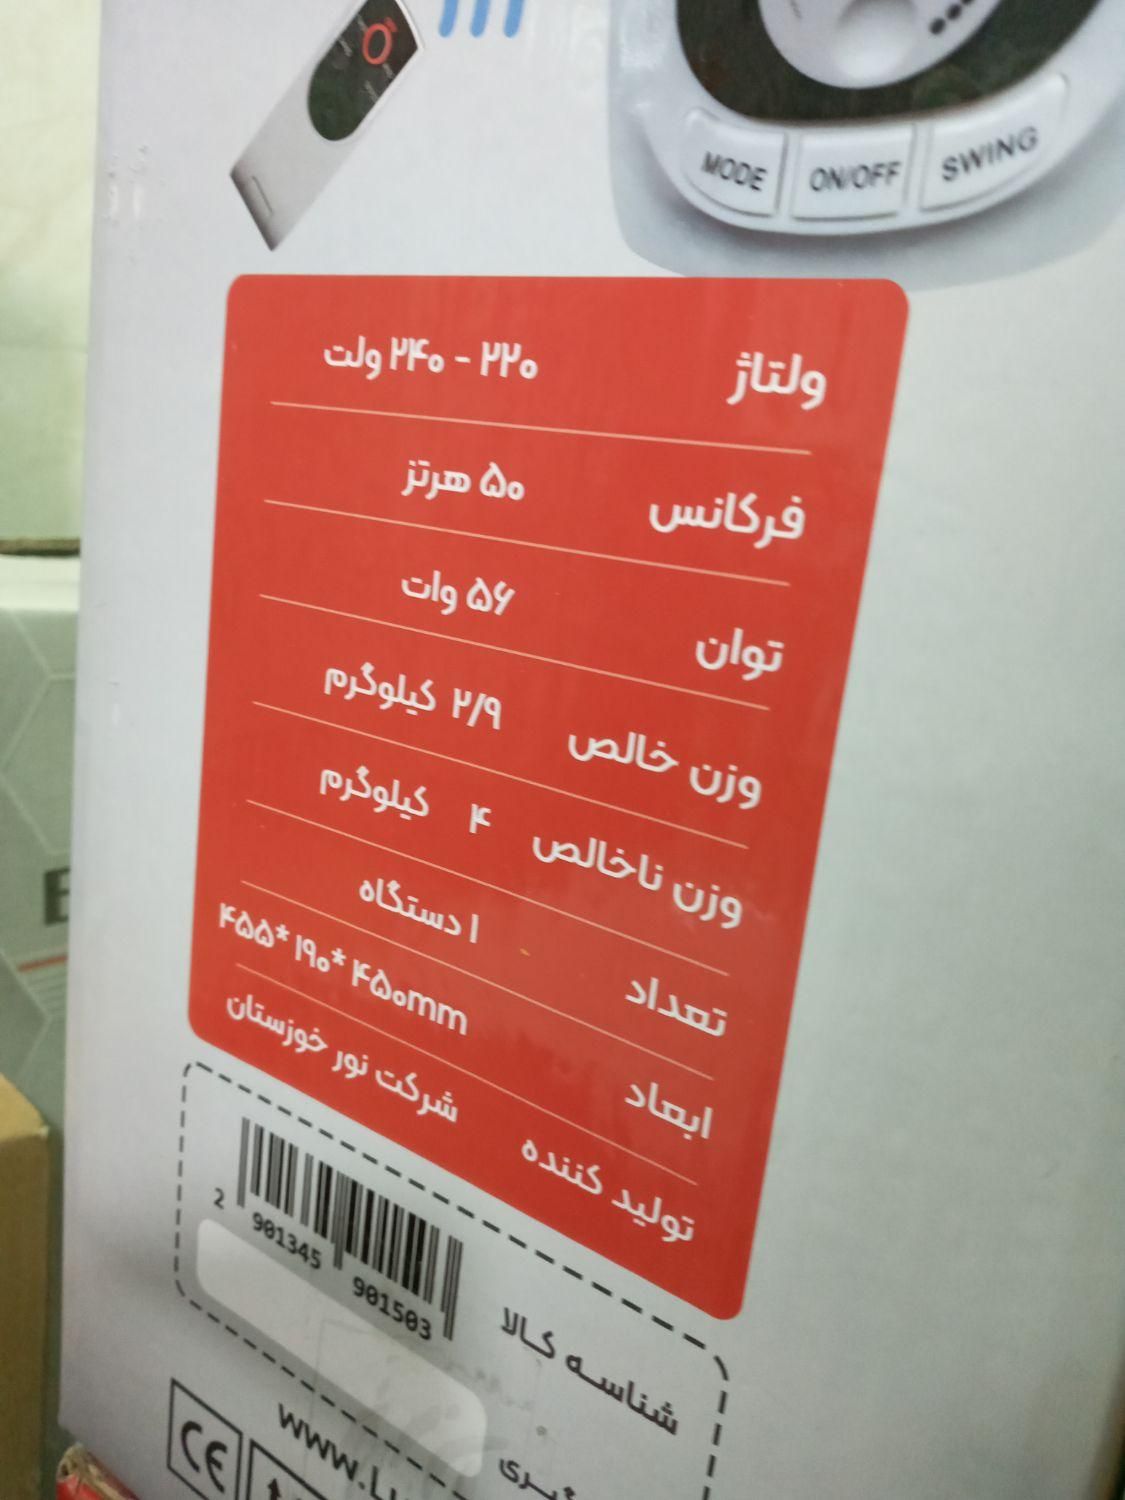 MODE ON/OFF SWING
ولتاژ ۲۲۰ - ۲۴۰ ولت
فرکانس ۵۰ هرتز
توان ۵۶ وات
وزن خالص ۲/۹ کیلوگرم
وزن ناخالص ۴ کیلوگرم
تعداد ۱ دستگاه
ابعاد ۴۵۵* ۱۹۰* ۴۵۰mm
تولید کننده شرکت نور خوزستان
2 901345 901503
شناسه کالا
www.L
CE